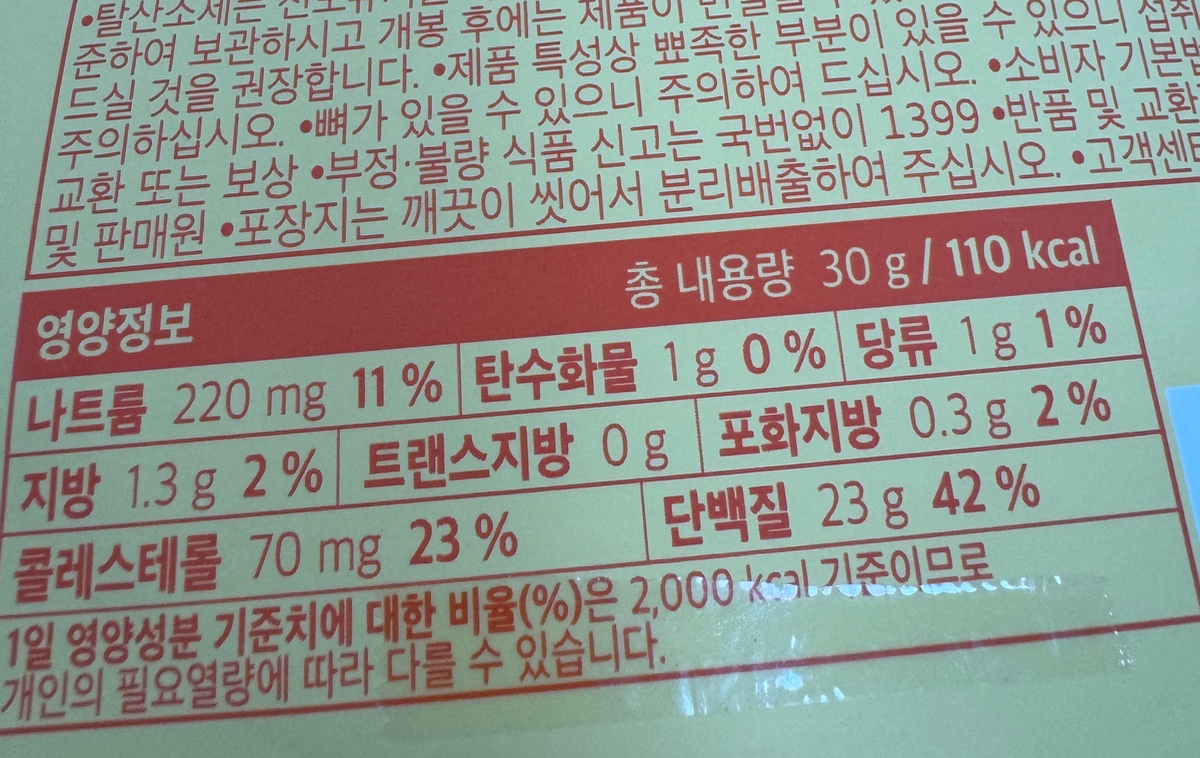 •탈산소제는
준하여 보관하시고 개봉 후에는 제품이
드실 것을 권장합니다. •제품 특성상 뾰족한 부분이 있을 수 있으니 섭취
주의하십시오. •뼈가 있을 수 있으니 주의하여 드십시오. •소비자 기본법
교환 또는 보상 •부정·불량 식품 신고는 국번없이 1399 •반품 및 교환
및 판매원 •포장지는 깨끗이 씻어서 분리배출하여 주십시오. •고객센터
영양정보 총 내용량 30 g / 110 kcal
나트륨 220 mg 11 % 탄수화물 1 g 0 % 당류 1 g 1 %
지방 1.3 g 2 % 트랜스지방 0 g 포화지방 0.3 g 2 %
콜레스테롤 70 mg 23 % 단백질 23 g 42 %
1일 영양성분 기준치에 대한 비율(%)은 2,000 kcal 기준이므로
개인의 필요열량에 따라 다를 수 있습니다.